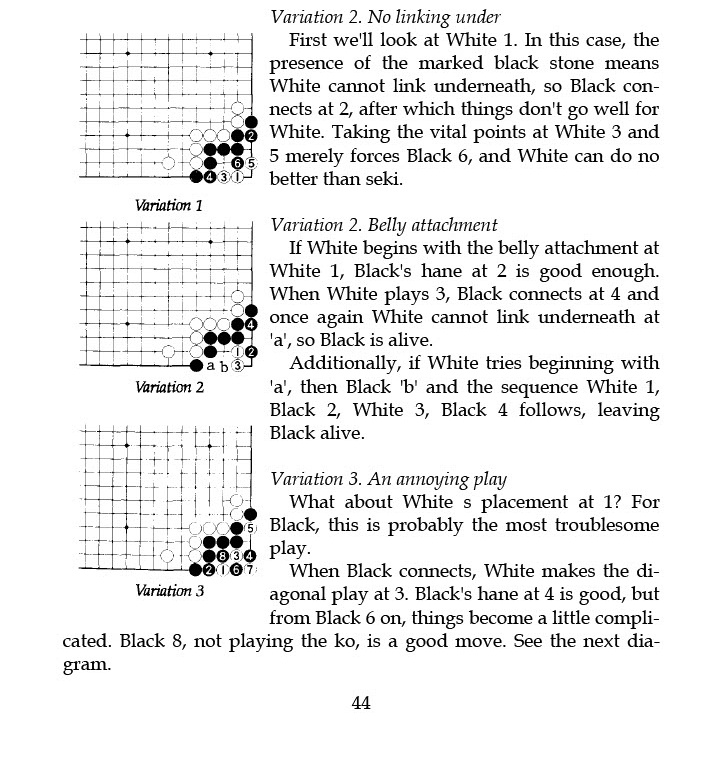 Variation 2. No linking under
First we'll look at White 1. In this case, the
presence of the marked black stone means
White cannot link underneath, so Black con-
nects at 2, after which things don't go well for
White. Taking the vital points at White 3 and
5 merely forces Black 6, and White can do no
better than seki.
2
6 5
4 3 1
Variation 1
Variation 2. Belly attachment
If White begins with the belly attachment at
White 1, Black's hane at 2 is good enough.
When White plays 3, Black connects at 4 and
once again White cannot link underneath at
'a', so Black is alive.
Additionally, if White tries beginning with
'a', then Black 'b' and the sequence White 1,
Black 2, White 3, Black 4 follows, leaving
Black alive.
4
1 2
a b 3
Variation 2
Variation 3. An annoying play
What about White s placement at 1? For
Black, this is probably the most troublesome
play.
When Black connects, White makes the di-
agonal play at 3. Black's hane at 4 is good, but
from Black 6 on, things become a little compli-
cated. Black 8, not playing the ko, is a good move. See the next dia-
gram.
5
8 3 4
2 1 6 7
Variation 3
44